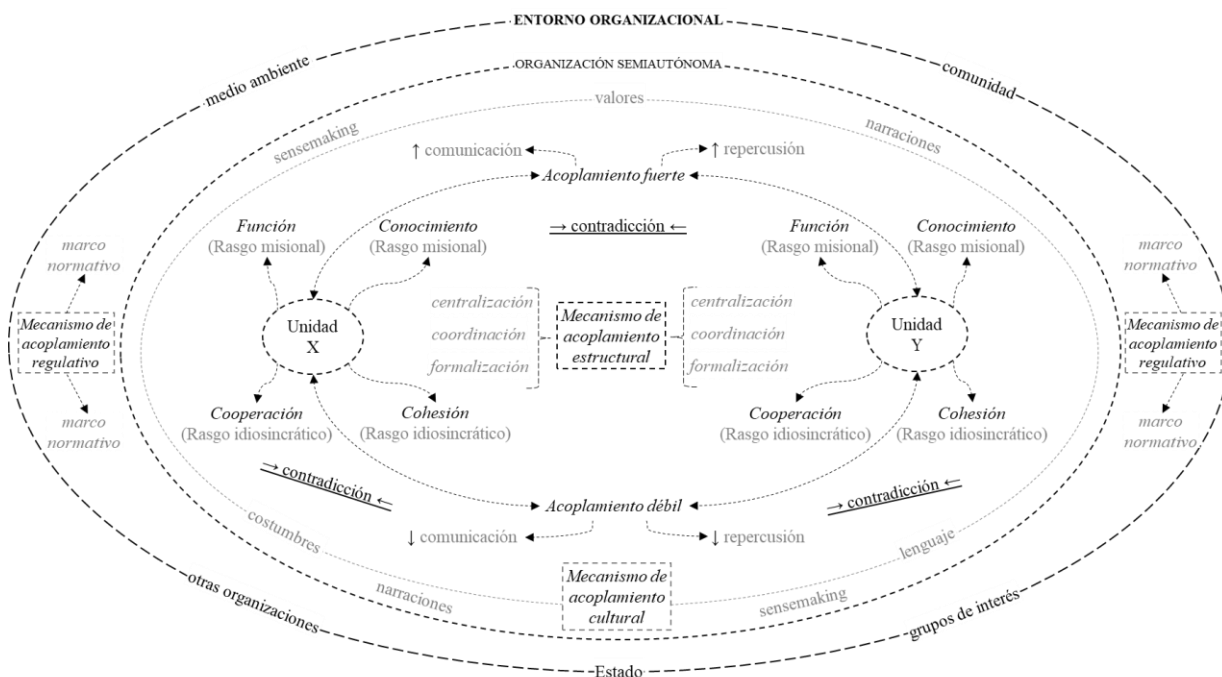 ENTORNO ORGANIZACIONAL
medio ambiente
comunidad
ORGANIZACIÓN SEMIAUTÓNOMA
valores
sensemaking
narraciones
↑ comunicación
↑ repercusión
Acoplamiento fuerte
Función
(Rasgo misional)
Conocimiento
(Rasgo misional)
→ contradicción ←
Función
(Rasgo misional)
Conocimiento
(Rasgo misional)
marco
normativo
Mecanismo de
acoplamiento
regulativo
marco
normativo
Unidad
X
centralización
coordinación
formalización
Mecanismo de
acoplamiento
estructural
centralización
coordinación
formalización
Unidad
Y
marco
normativo
Mecanismo de
acoplamiento
regulativo
marco
normativo
Cooperación
(Rasgo idiosincrático)
Cohesión
(Rasgo idiosincrático)
Cooperación
(Rasgo idiosincrático)
Cohesión
(Rasgo idiosincrático)
→ contradicción ←
→ contradicción ←
Acoplamiento débil
↓ comunicación
↓ repercusión
costumbres
lenguaje
narraciones
Mecanismo de
acoplamiento
cultural
sensemaking
otras organizaciones
grupos de interés
Estado